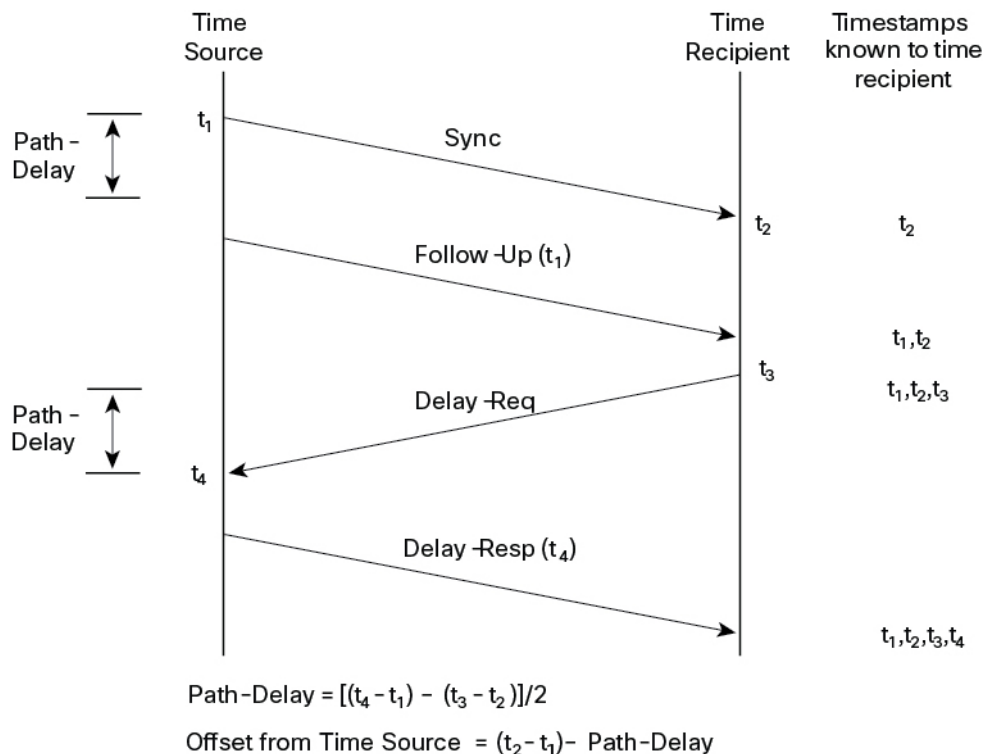 Time
Source
Time
Recipient
Timestamps
known to time
recipient
Path-
Delay
t₁
Sync
t₂
t₂
Follow-Up (t₁)
t₁,t₂
t₃
t₁,t₂,t₃
Delay-Req
Path-
Delay
t₄
Delay-Resp (t₄)
t₁,t₂,t₃,t₄
Path-Delay = [(t₄-t₁) - (t₃-t₂)]/2
Offset from Time Source = (t₂-t₁)- Path-Delay